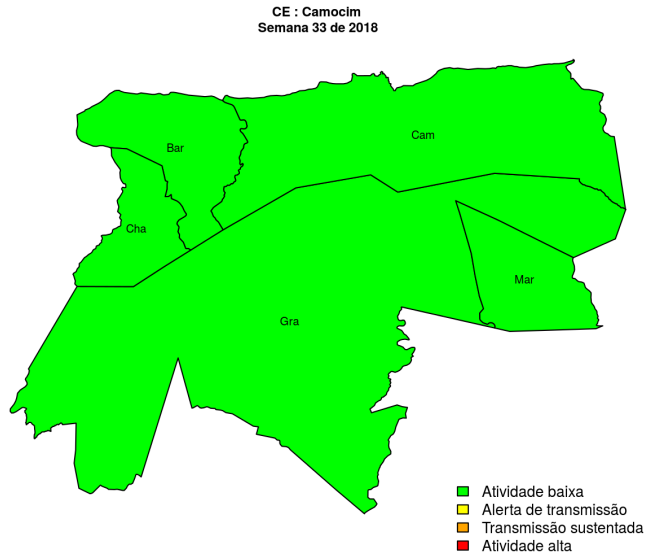 CE : Camocim
Semana 33 de 2018
Bar
Cam
Cha
Mar
Gra
Atividade baixa
Alerta de transmissão
Transmissão sustentada
Atividade alta